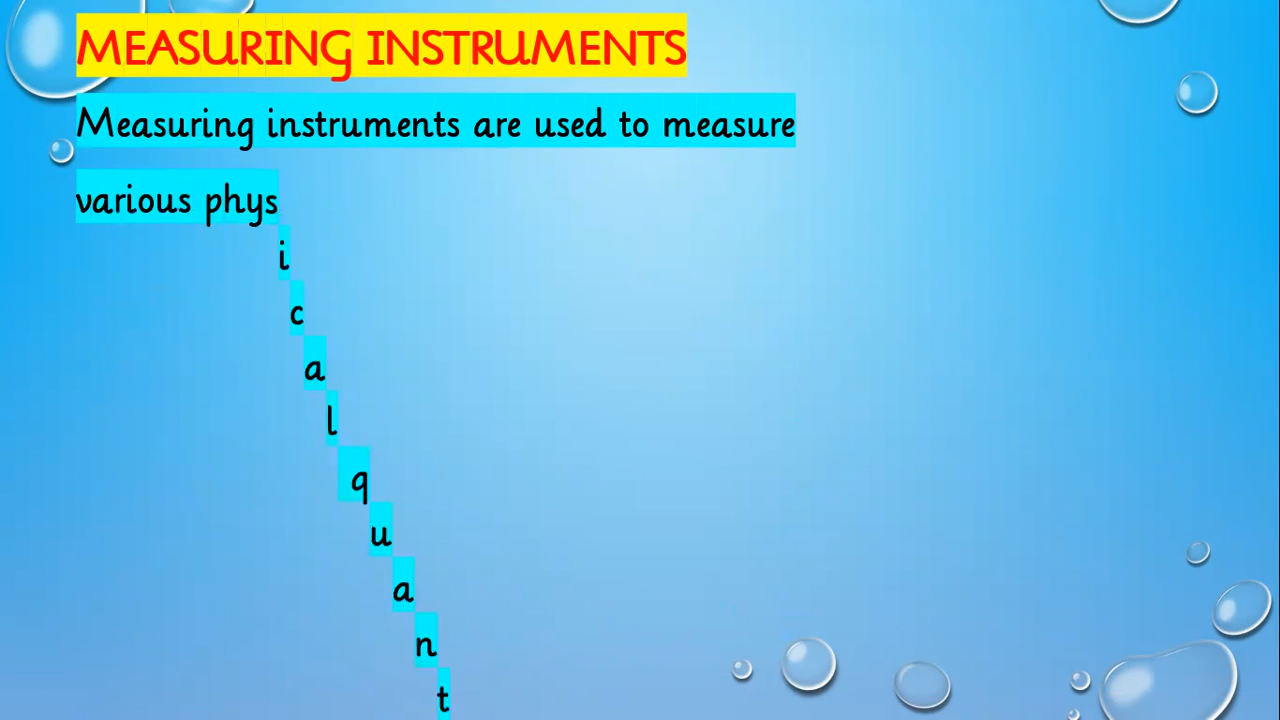 MEASURING INSTRUMENTS
Measuring instruments are used to measure
various phys
i
c
a
l
q
u
a
n
t